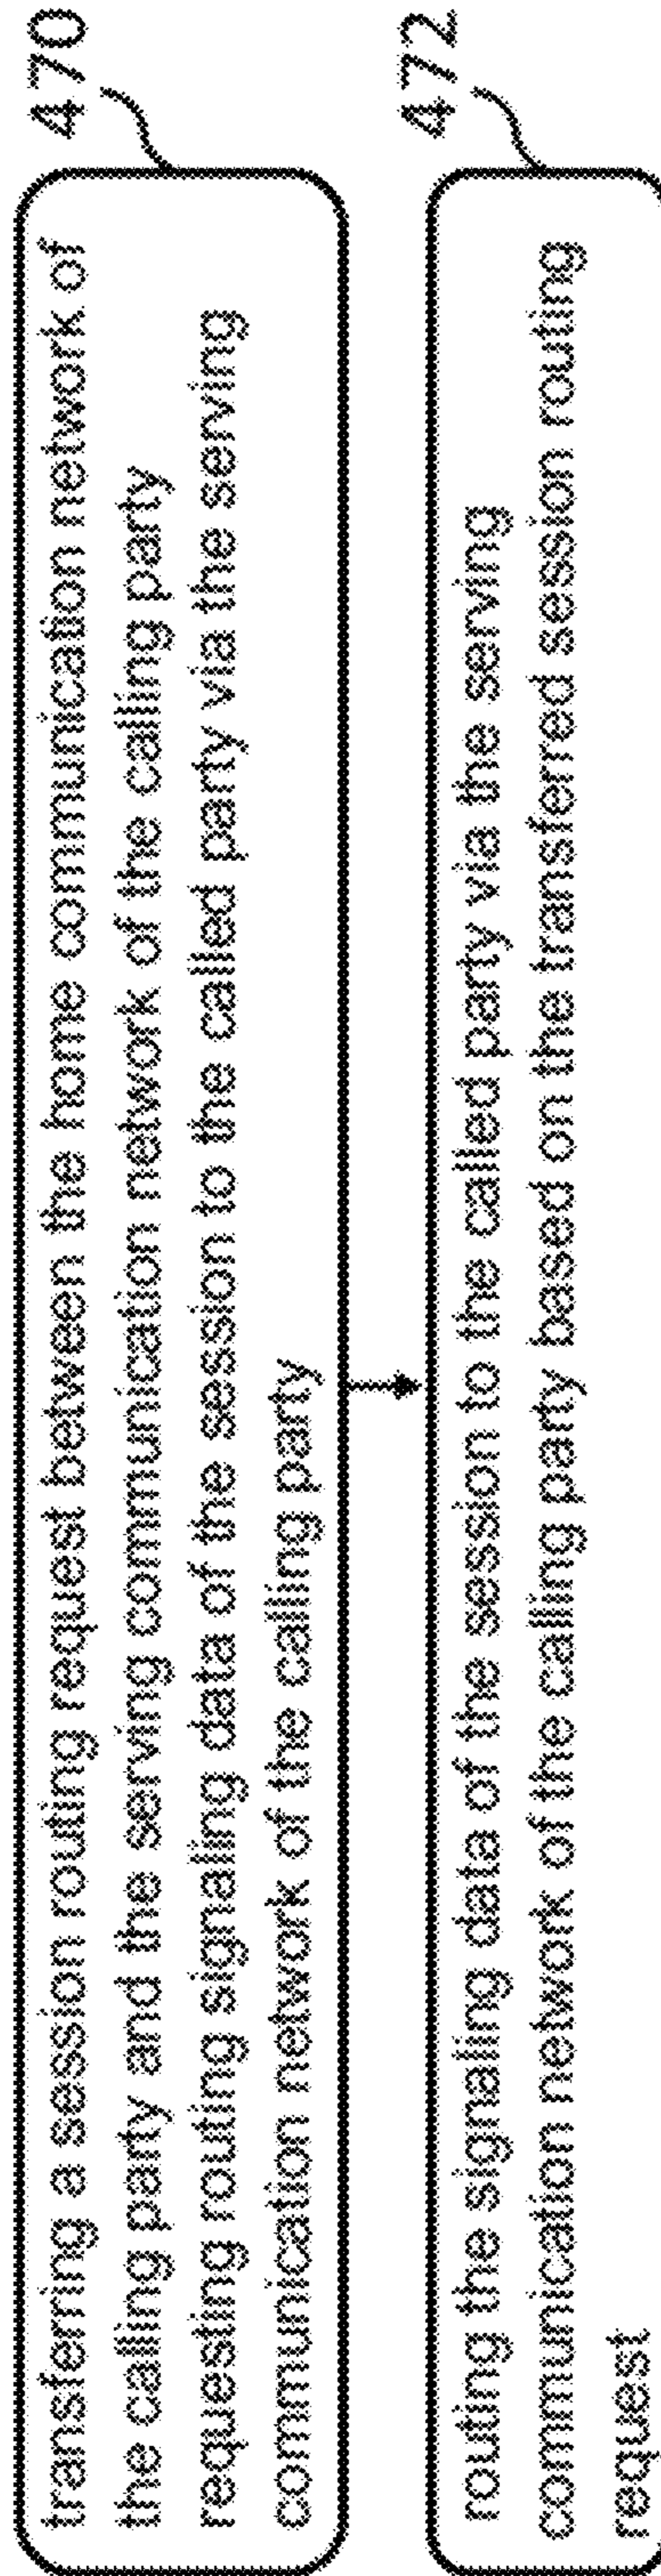 transferring a session routing request between the home communication network of
the calling party and the serving communication network of the calling party
requesting routing signaling data of the session to the called party via the serving
communication network of the calling party
470
routing the signaling data of the session to the called party via the serving
communication network of the calling party based on the transferred session routing
request
472